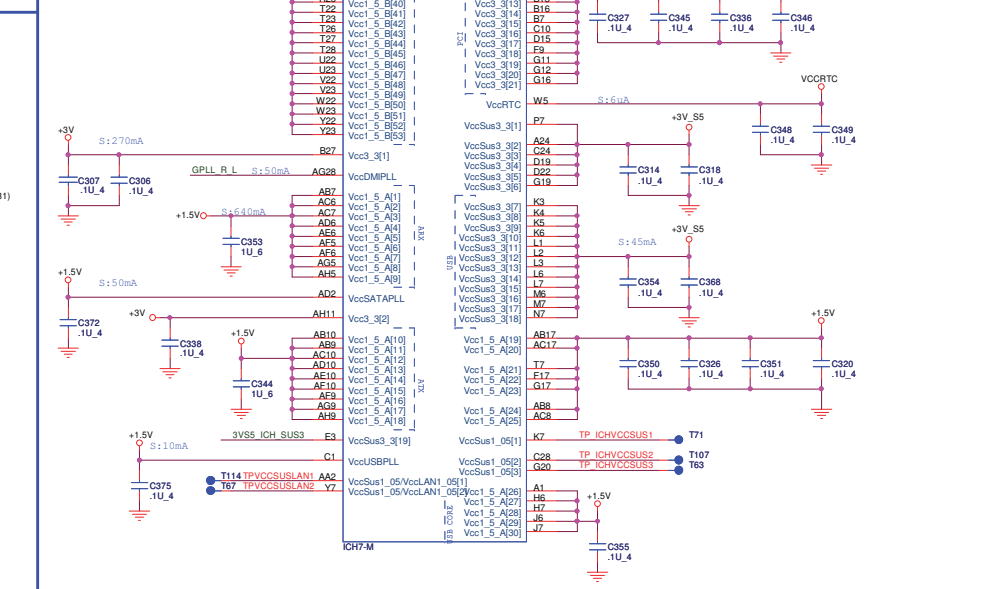 Vcc1_5_B[40]
T22 Vcc1_5_B[41]
T23 Vcc1_5_B[42]
T26 Vcc1_5_B[43]
T27 Vcc1_5_B[44]
T28 Vcc1_5_B[45]
U22 Vcc1_5_B[46]
U23 Vcc1_5_B[47]
V22 Vcc1_5_B[48]
V23 Vcc1_5_B[49]
W22 Vcc1_5_B[50]
W23 Vcc1_5_B[51]
Y22 Vcc1_5_B[52]
Y23 Vcc1_5_B[53]
+3V
S:270mA
B27 Vcc3_3[1]
GPLL_R_L S:50mA AG28 VccDMIPLL
C307
.1U_4
C306
.1U_4
31)
AB7 Vcc1_5_A[1]
AC6 Vcc1_5_A[2]
+1.5V S:640mA AC7 Vcc1_5_A[3]
AD6 Vcc1_5_A[4]
AE6 Vcc1_5_A[5]
AF5 Vcc1_5_A[6]
AF6 Vcc1_5_A[7]
AG5 Vcc1_5_A[8]
AH5 Vcc1_5_A[9]
ARX
C353
1U_6
+1.5V
S:50mA
AD2 VccSATAPLL
C372
.1U_4
+3V AH11 Vcc3_3[2]
C338
.1U_4
+1.5V
AB10 Vcc1_5_A[10]
AB9 Vcc1_5_A[11]
AC10 Vcc1_5_A[12]
AD10 Vcc1_5_A[13]
AE10 Vcc1_5_A[14]
AF10 Vcc1_5_A[15]
AF9 Vcc1_5_A[16]
AG9 Vcc1_5_A[17]
AH9 Vcc1_5_A[18]
ATX
C344
1U_6
3VS5_ICH_SUS3 E3 VccSus3_3[19]
+1.5V
S:10mA
C1 VccUSBPLL
C375
.1U_4
T114 TPVCCSUSLAN1 AA2 VccSus1_05/VccLAN1_05[1]
T67 TPVCCSUSLAN2 Y7 VccSus1_05/VccLAN1_05[2]
USB CORE
ICH7-M
Vcc3_3[13]
Vcc3_3[14] B16
Vcc3_3[15] B7
Vcc3_3[16] C10
Vcc3_3[17] D15
Vcc3_3[18] F9
Vcc3_3[19] G11
Vcc3_3[20] G12
Vcc3_3[21] G16
PCI
C327
.1U_4
C345
.1U_4
C336
.1U_4
C346
.1U_4
VCCRTC
VccRTC W5 S:6uA
C348
.1U_4
C349
.1U_4
VccSus3_3[1] P7
+3V_S5
VccSus3_3[2] A24
VccSus3_3[3] C24
VccSus3_3[4] D19
VccSus3_3[5] D22
VccSus3_3[6] G19
C314
.1U_4
C318
.1U_4
VccSus3_3[7] K3
VccSus3_3[8] K4
VccSus3_3[9] K5
VccSus3_3[10] K6
VccSus3_3[11] L1
VccSus3_3[12] L2
VccSus3_3[13] L3
VccSus3_3[14] L6
VccSus3_3[15] L7
VccSus3_3[16] M6
VccSus3_3[17] M7
VccSus3_3[18] N7
USB
+3V_S5
S:45mA
C354
.1U_4
C368
.1U_4
+1.5V
Vcc1_5_A[19] AB17
Vcc1_5_A[20] AC17
Vcc1_5_A[21] T7
Vcc1_5_A[22] F17
Vcc1_5_A[23] G17
Vcc1_5_A[24] AB8
Vcc1_5_A[25] AC8
C350
.1U_4
C326
.1U_4
C351
.1U_4
C320
.1U_4
VccSus1_05[1] K7 TP_ICHVCCSUS1 T71
VccSus1_05[2] C28 TP_ICHVCCSUS2 T107
VccSus1_05[3] G20 TP_ICHVCCSUS3 T63
Vcc1_5_A[26] A1
Vcc1_5_A[27] H6
Vcc1_5_A[28] H7
Vcc1_5_A[29] J6
Vcc1_5_A[30] J7
+1.5V
C355
.1U_4